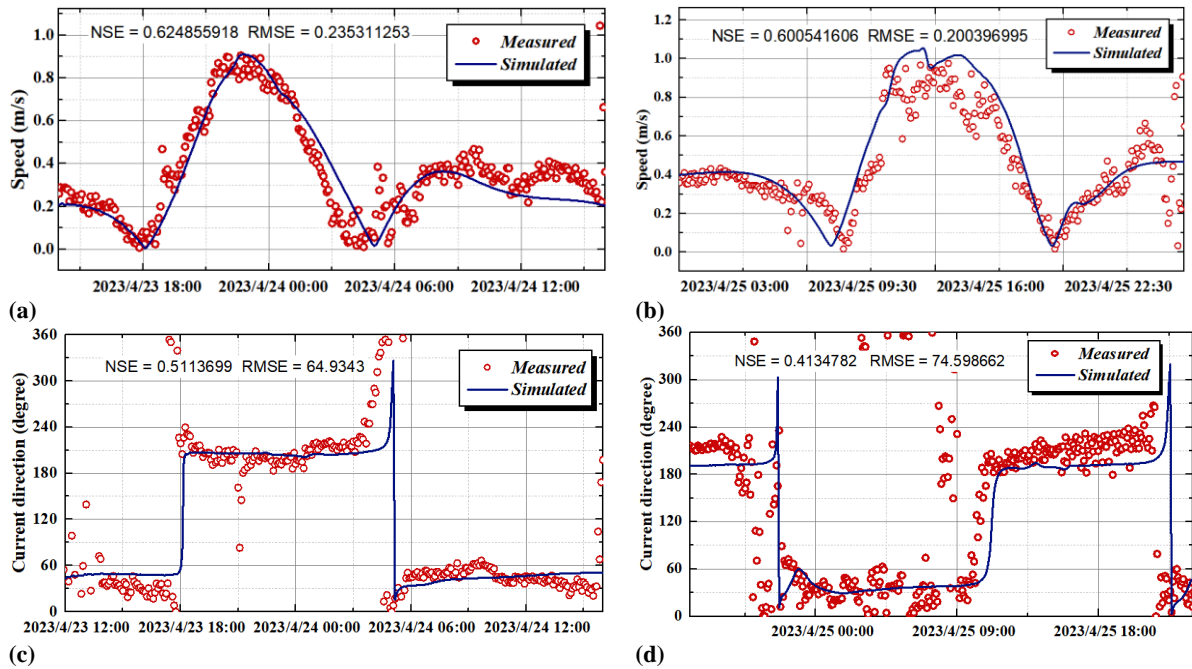 NSE = 0.624855918 RMSE = 0.235311253
Measured
Simulated
Speed (m/s)
1.0
0.8
0.6
0.4
0.2
0.0
2023/4/23 18:00
2023/4/24 00:00
2023/4/24 06:00
2023/4/24 12:00
(a)
NSE = 0.600541606 RMSE = 0.200396995
Measured
Simulated
Speed (m/s)
1.2
1.0
0.8
0.6
0.4
0.2
0.0
2023/4/25 03:00
2023/4/25 09:30
2023/4/25 16:00
2023/4/25 22:30
(b)
NSE = 0.5113699 RMSE = 64.9343
Measured
Simulated
Current direction (degree)
360
300
240
180
120
60
0
2023/4/23 12:00
2023/4/23 18:00
2023/4/24 00:00
2023/4/24 06:00
2023/4/24 12:00
(c)
NSE = 0.4134782 RMSE = 74.598662
Measured
Simulated
Current direction (degree)
360
300
240
180
120
60
0
2023/4/25 00:00
2023/4/25 09:00
2023/4/25 18:00
(d)